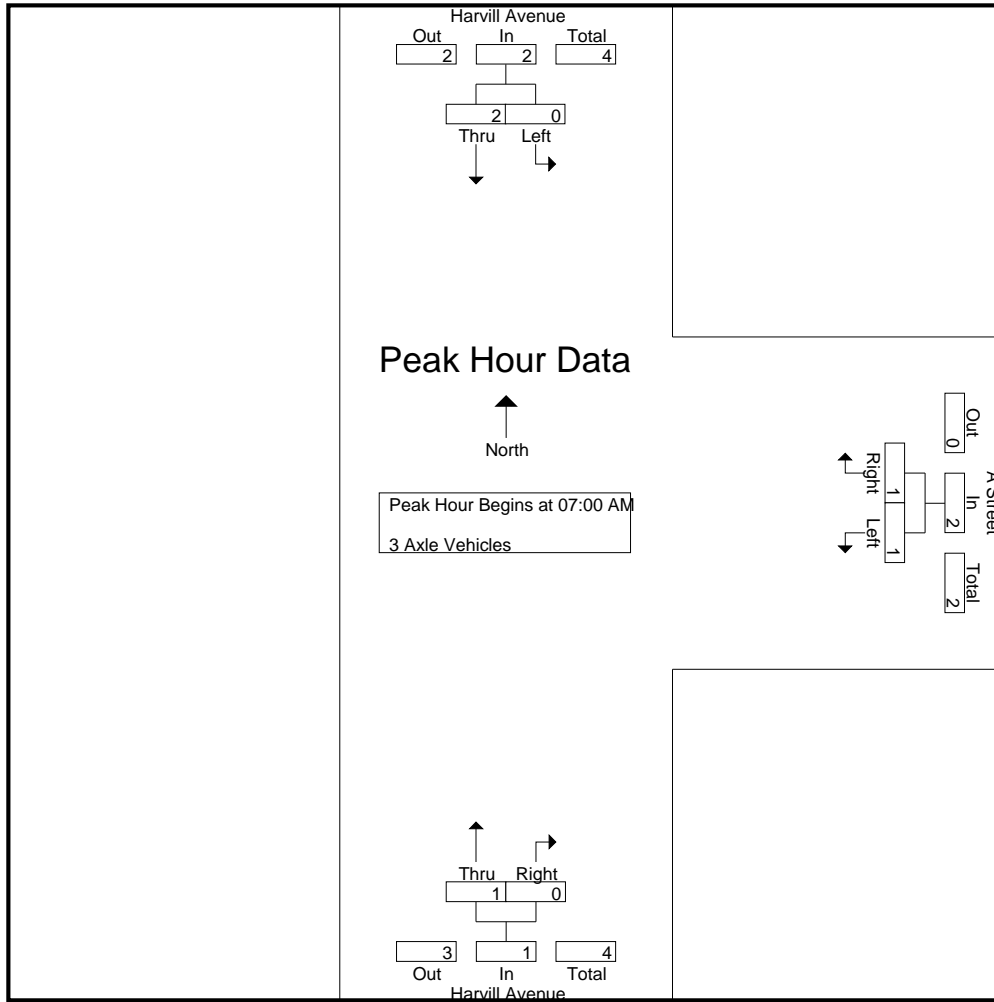 Harvill Avenue
Out In Total
2 2 4
2 0
Thru Left
Peak Hour Data
North
Peak Hour Begins at 07:00 AM
3 Axle Vehicles
A Street
Out In Total
0 2 2
1 1
Right Left
Thru Right
1 0
3 1 4
Out In Total
Harvill Avenue